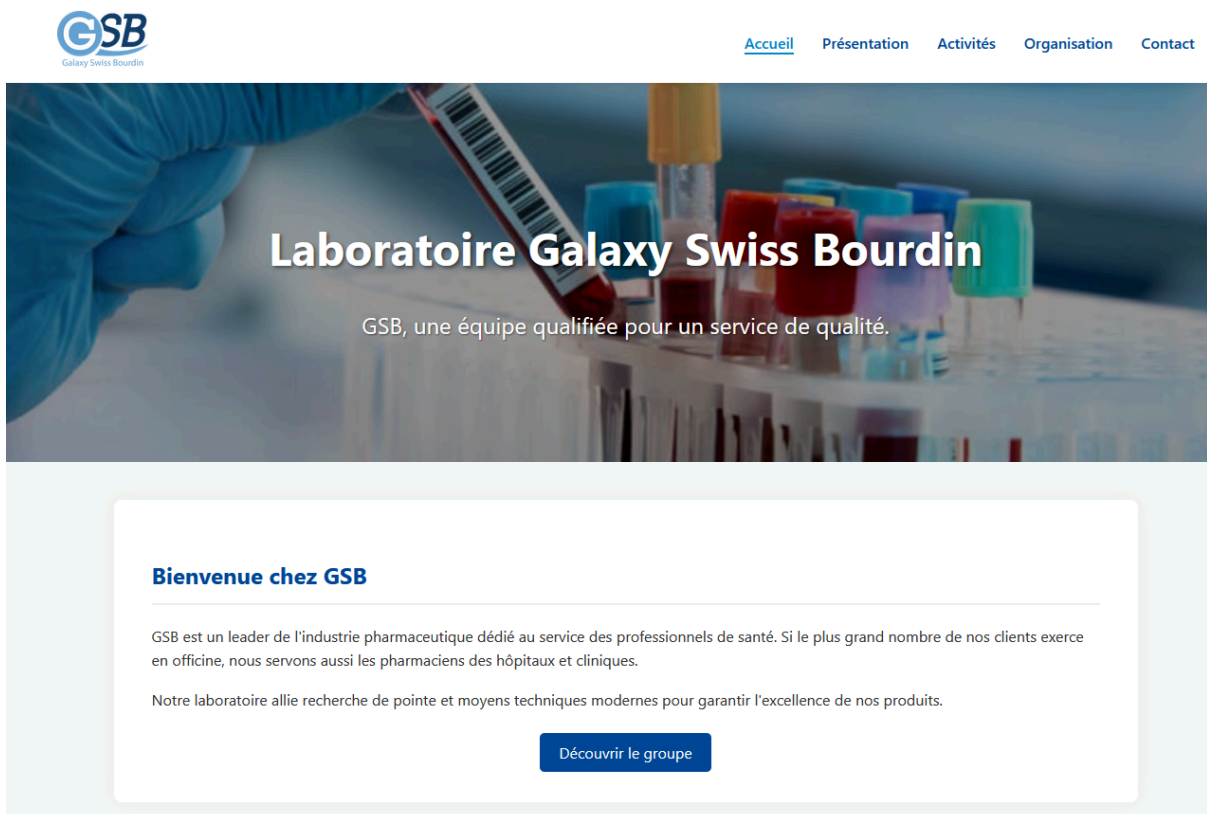 GSB
Galaxy Swiss Bourdin
Accueil Présentation Activités Organisation Contact
Laboratoire Galaxy Swiss Bourdin
GSB, une équipe qualifiée pour un service de qualité.
Bienvenue chez GSB
GSB est un leader de l'industrie pharmaceutique dédié au service des professionnels de santé. Si le plus grand nombre de nos clients exerce
en officine, nous servons aussi les pharmaciens des hôpitaux et cliniques.
Notre laboratoire allie recherche de pointe et moyens techniques modernes pour garantir l'excellence de nos produits.
Découvrir le groupe